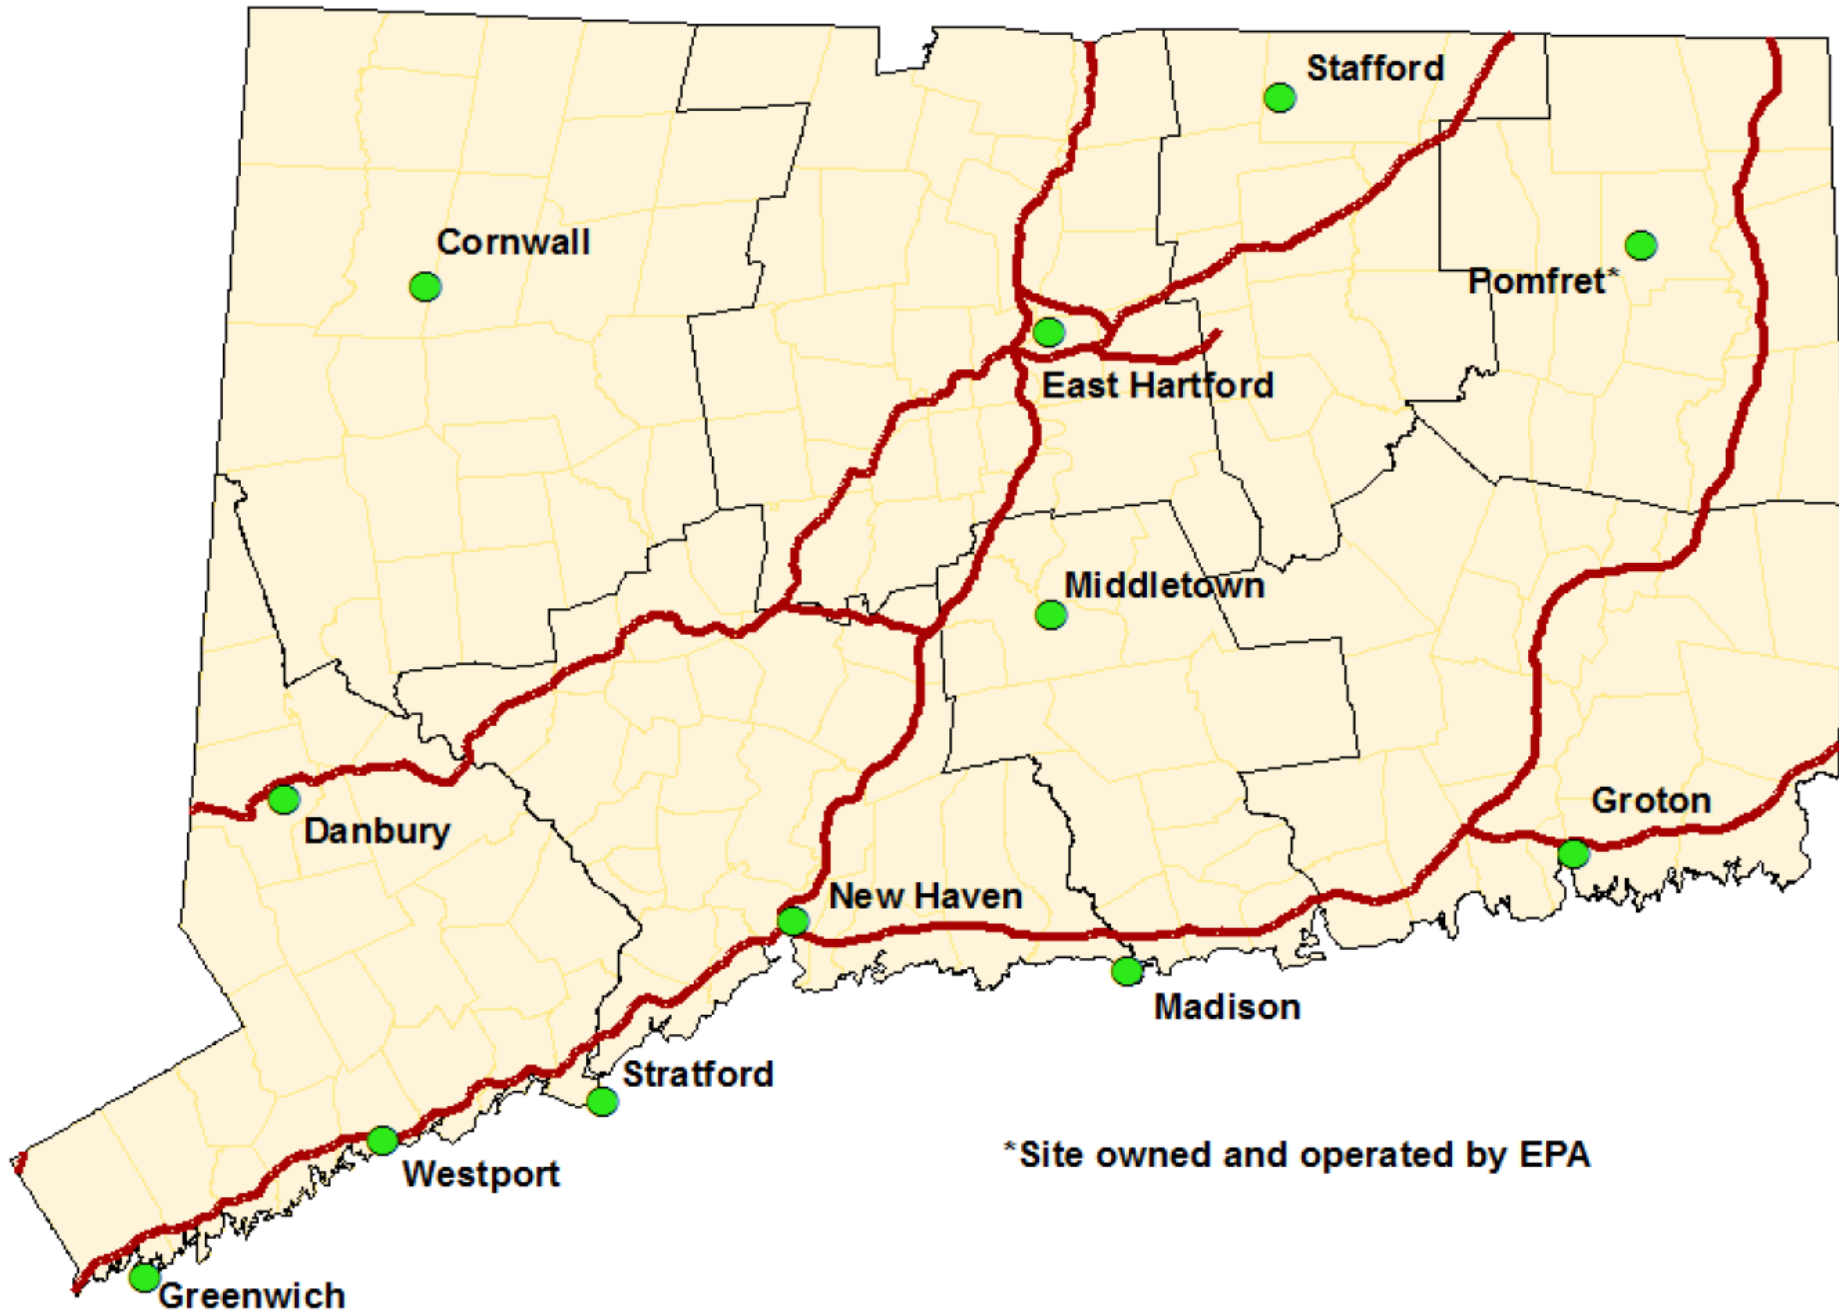 Stafford
Cornwall
Pomfret*
East Hartford
Middletown
Groton
Danbury
New Haven
Madison
Stratford
*Site owned and operated by EPA
Westport
Greenwich